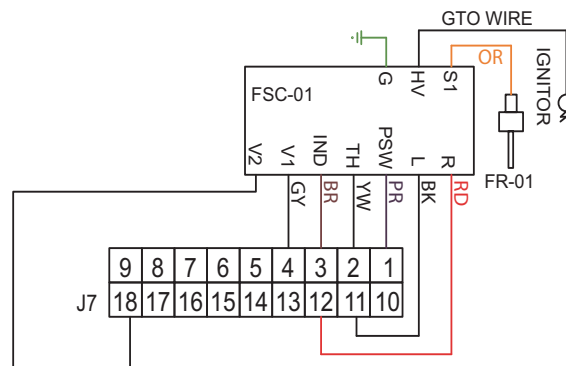 GTO WIRE
OR
IGNITOR
G
HV
S1
FSC-01
FR-01
V2
V1
IND
TH
PSW
L
R
GY
BR
YW
PR
BK
RD
9 8 7 6 5 4 3 2 1
J7 18 17 16 15 14 13 12 11 10